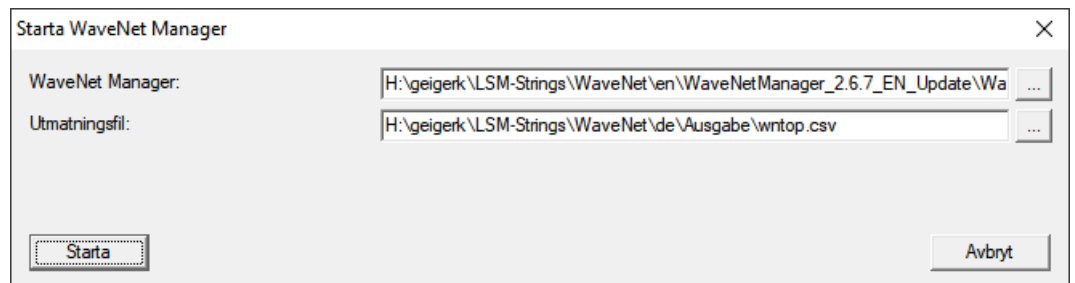 Starta WaveNet Manager
WaveNet Manager: H:\geigerk\LSM-Strings\WaveNet\en\WaveNetManager_2.6.7_EN_Update\Wa ...
Utmatningsfil: H:\geigerk\LSM-Strings\WaveNet\de\Ausgabe\wntop.csv ...
Starta Avbryt